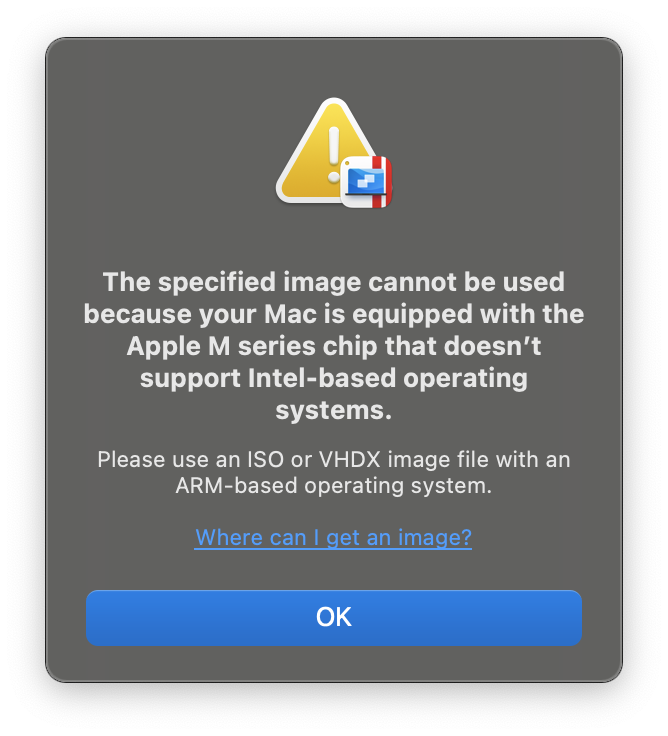 The specified image cannot be used
because your Mac is equipped with the
Apple M series chip that doesn’t
support Intel-based operating
systems.
Please use an ISO or VHDX image file with an
ARM-based operating system.
Where can I get an image?
OK